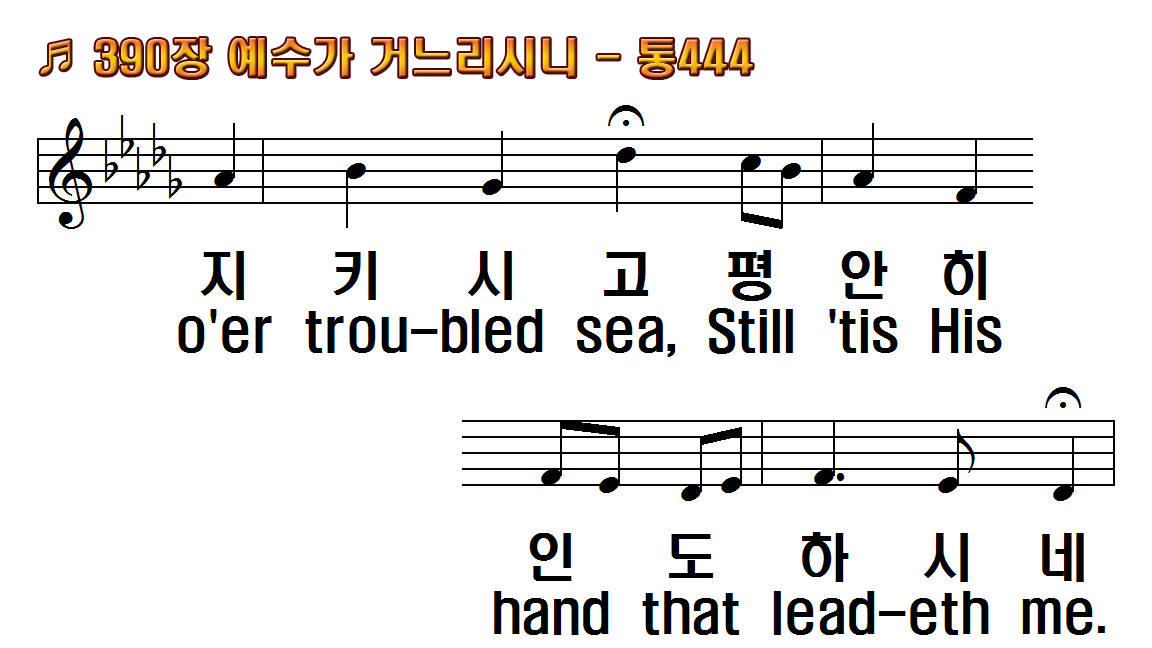 ♬ 390장 예수가 거느리시니 - 통444
지 키 시 고 평 안 히
o'er trou-bled sea, Still 'tis His
인 도 하 시 네
hand that lead-eth me.